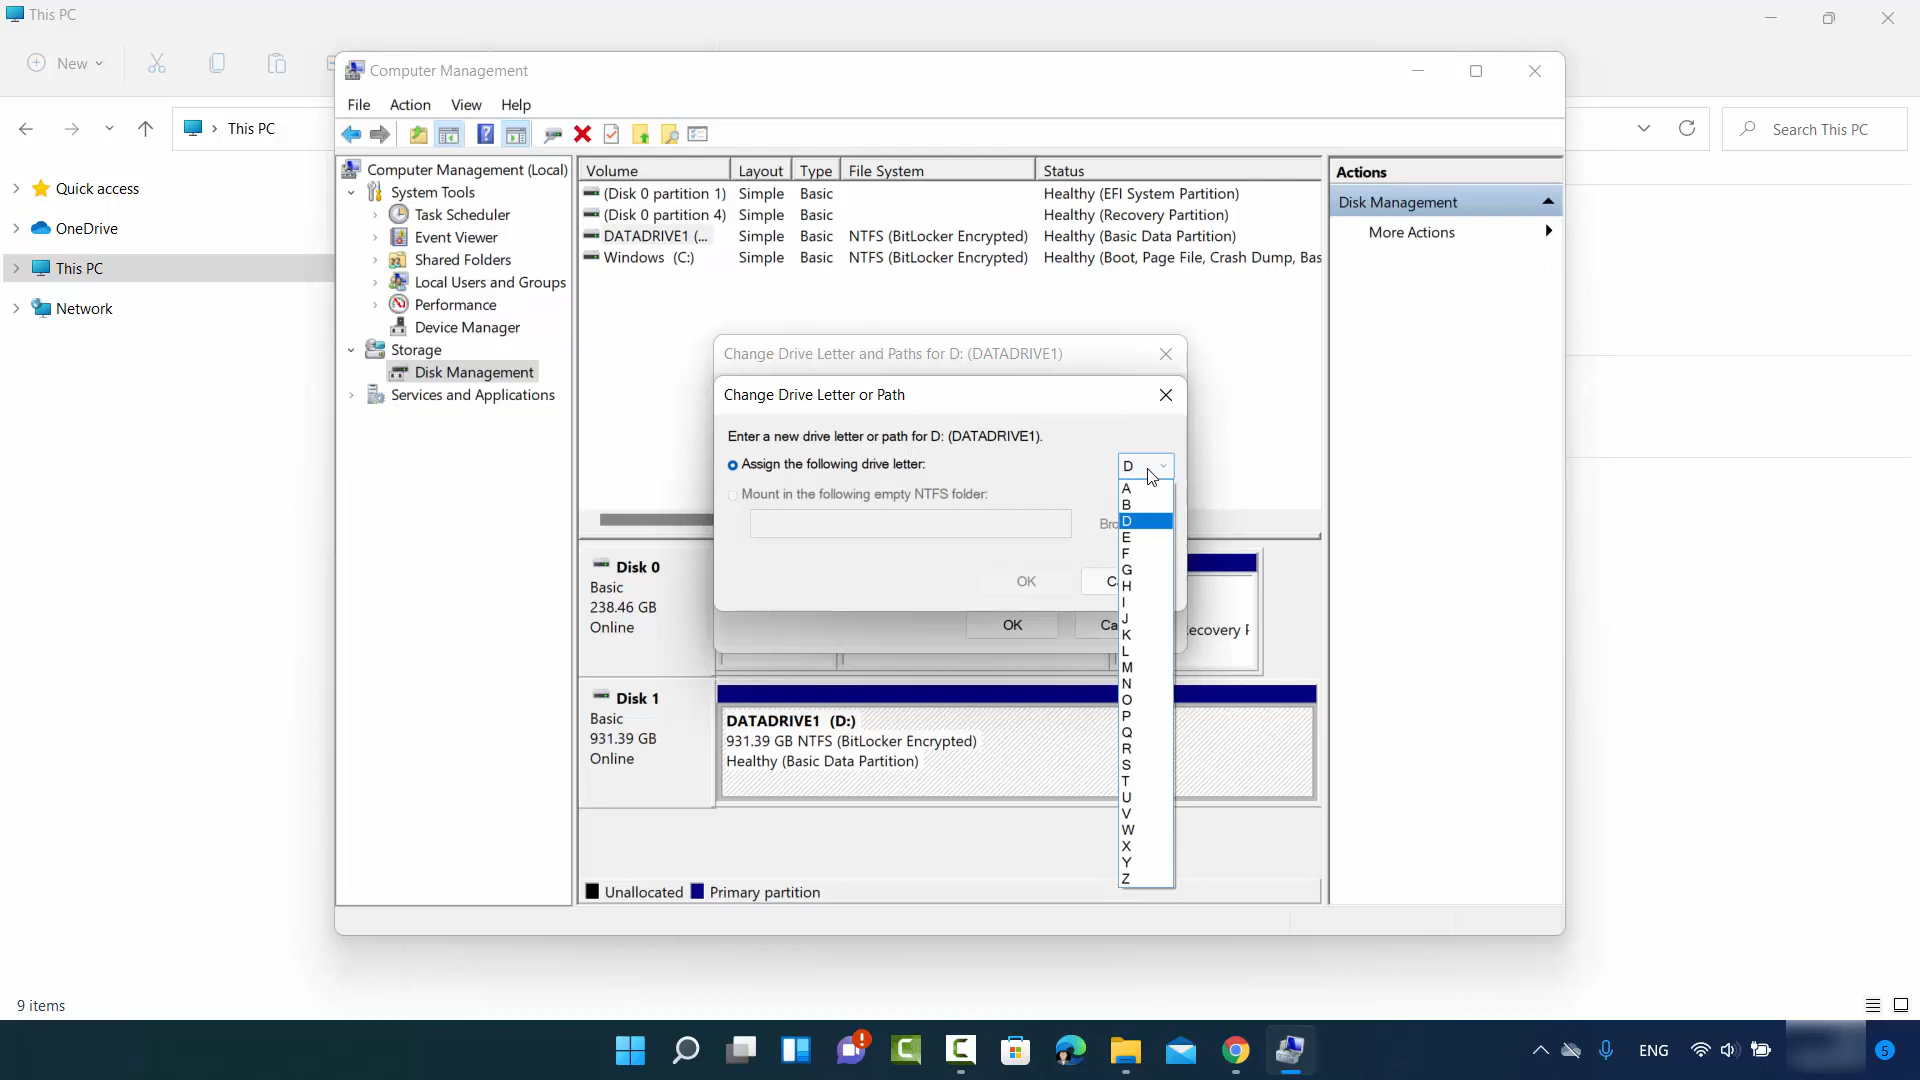 This PC
New
This PC
Search This PC
Quick access
OneDrive
This PC
Network
9 items
Computer Management
File Action View Help
Computer Management (Local)
System Tools
Task Scheduler
Event Viewer
Shared Folders
Local Users and Groups
Performance
Device Manager
Storage
Disk Management
Services and Applications
Volume Layout Type File System Status
(Disk 0 partition 1) Simple Basic Healthy (EFI System Partition)
(Disk 0 partition 4) Simple Basic Healthy (Recovery Partition)
DATADRIVE1 (... Simple Basic NTFS (BitLocker Encrypted) Healthy (Basic Data Partition)
Windows (C:) Simple Basic NTFS (BitLocker Encrypted) Healthy (Boot, Page File, Crash Dump, Bas
Actions
Disk Management
More Actions
Change Drive Letter and Paths for D: (DATADRIVE1)
Change Drive Letter or Path
Enter a new drive letter or path for D: (DATADRIVE1).
Assign the following drive letter:
D
Mount in the following empty NTFS folder:
Bro
OK Ca
OK Ca
A
B
D
E
F
G
H
I
J
K
L
M
N
O
P
Q
R
S
T
U
V
W
X
Y
Z
Disk 0
Basic
238.46 GB
Online
ecovery P
Disk 1
Basic
931.39 GB
Online
DATADRIVE1 (D:)
931.39 GB NTFS (BitLocker Encrypted)
Healthy (Basic Data Partition)
Unallocated Primary partition
ENG
5